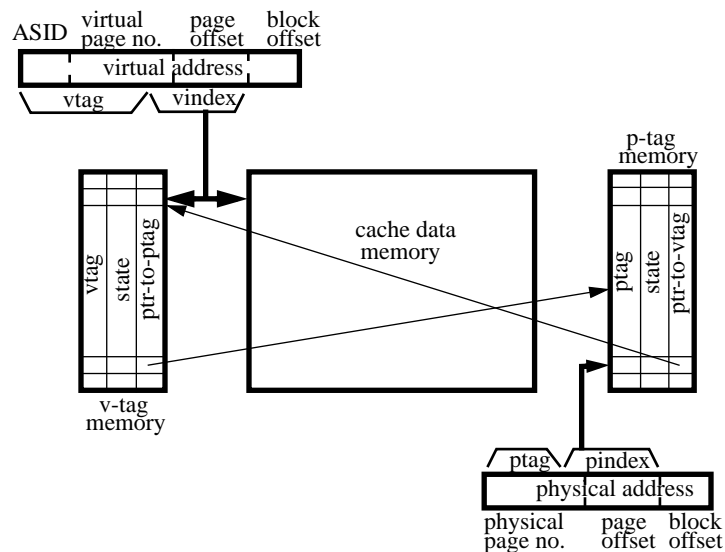 ASID
virtual page no.
page offset
block offset
virtual address
vtag
vindex
p-tag
memory
cache data
memory
vtag
state
ptr-to-ptag
ptag
state
ptr-to-vtag
v-tag
memory
ptag
pindex
physical address
physical page no.
page offset
block offset